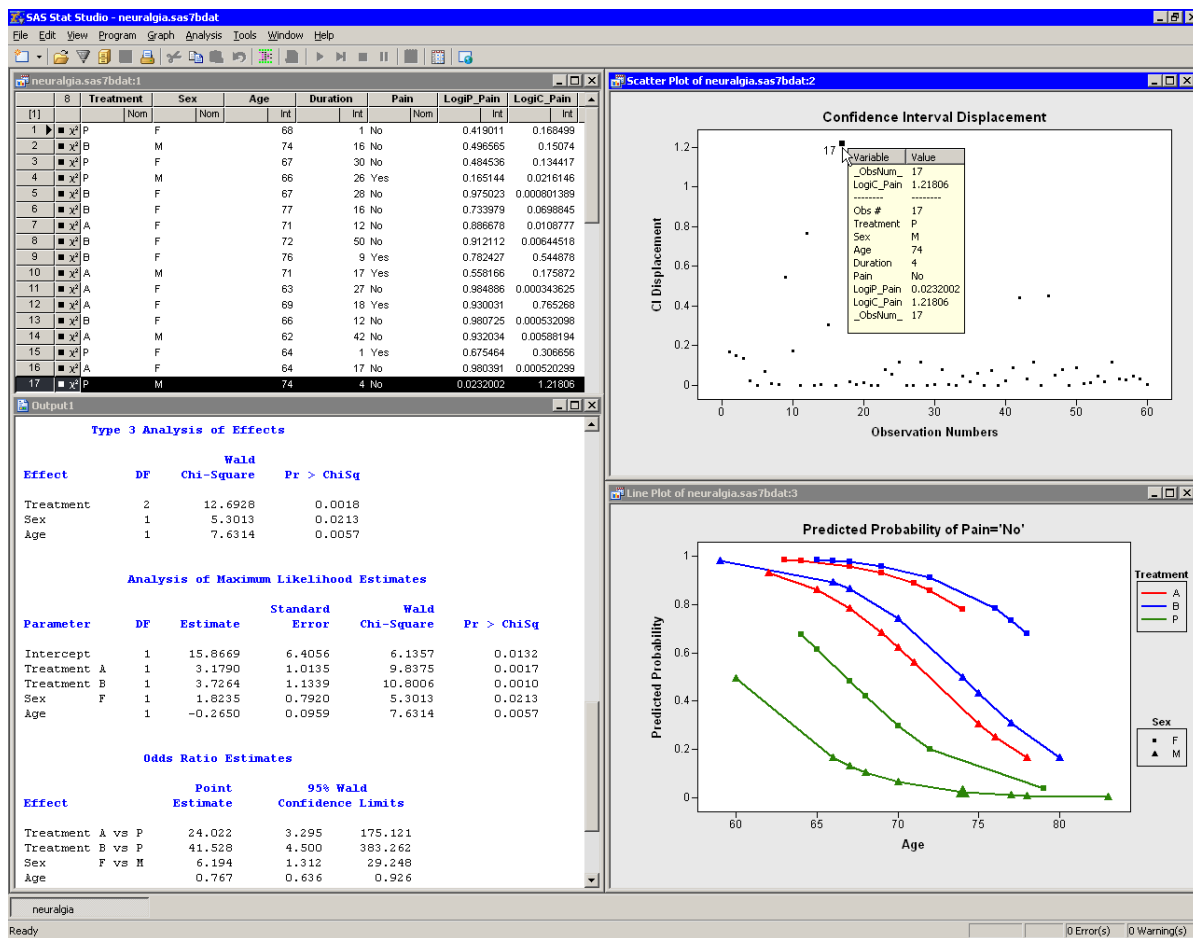 SAS Stat Studio - neuralgia.sas7bdat
File Edit View Program Graph Analysis Tools Window Help
neuralgia.sas7bdat:1
8 Treatment Sex Age Duration Pain LogiP_Pain LogiC_Pain
[1] Nom Nom Int Int Nom Int Int
1 χ² P F 68 1 No 0.419011 0.168499
2 χ² B M 74 16 No 0.496565 0.15074
3 χ² P F 67 30 No 0.484536 0.134417
4 χ² P M 66 26 Yes 0.165144 0.0216146
5 χ² B F 67 28 No 0.975023 0.000801389
6 χ² B F 77 16 No 0.733979 0.0698845
7 χ² A F 71 12 No 0.886678 0.0108777
8 χ² B F 72 50 No 0.912112 0.00644518
9 χ² B F 76 9 Yes 0.782427 0.544878
10 χ² A M 71 17 Yes 0.558166 0.175872
11 χ² A F 63 27 No 0.984886 0.000343625
12 χ² A F 69 18 Yes 0.930031 0.765268
13 χ² B F 66 12 No 0.980725 0.000532098
14 χ² A M 62 42 No 0.932034 0.00588194
15 χ² P F 64 1 Yes 0.675464 0.306656
16 χ² A F 64 17 No 0.980391 0.000520299
17 χ² P M 74 4 No 0.0232002 1.21806
Output1
Type 3 Analysis of Effects
Wald
Effect DF Chi-Square Pr > ChiSq
Treatment 2 12.6928 0.0018
Sex 1 5.3013 0.0213
Age 1 7.6314 0.0057
Analysis of Maximum Likelihood Estimates
Standard Wald
Parameter DF Estimate Error Chi-Square Pr > ChiSq
Intercept 1 15.8669 6.4056 6.1357 0.0132
Treatment A 1 3.1790 1.0135 9.8375 0.0017
Treatment B 1 3.7264 1.1339 10.8006 0.0010
Sex F 1 1.8235 0.7920 5.3013 0.0213
Age 1 -0.2650 0.0959 7.6314 0.0057
Odds Ratio Estimates
Point 95% Wald
Effect Estimate Confidence Limits
Treatment A vs P 24.022 3.295 175.121
Treatment B vs P 41.528 4.500 383.262
Sex F vs M 6.194 1.312 29.248
Age 0.767 0.636 0.926
Scatter Plot of neuralgia.sas7bdat:2
Confidence Interval Displacement
CI Displacement
1.2
1
0.8
0.6
0.4
0.2
0
17
Variable Value
_ObsNum_ 17
LogiC_Pain 1.21806
-------- --------
Obs # 17
Treatment P
Sex M
Age 74
Duration 4
Pain No
LogiP_Pain 0.0232002
LogiC_Pain 1.21806
_ObsNum_ 17
0 10 20 30 40 50 60
Observation Numbers
Line Plot of neuralgia.sas7bdat:3
Predicted Probability of Pain='No'
Predicted Probability
1
0.8
0.6
0.4
0.2
0
60 65 70 75 80
Age
Treatment
A
B
P
Sex
F
M
neuralgia
Ready
0 Error(s) 0 Warning(s)